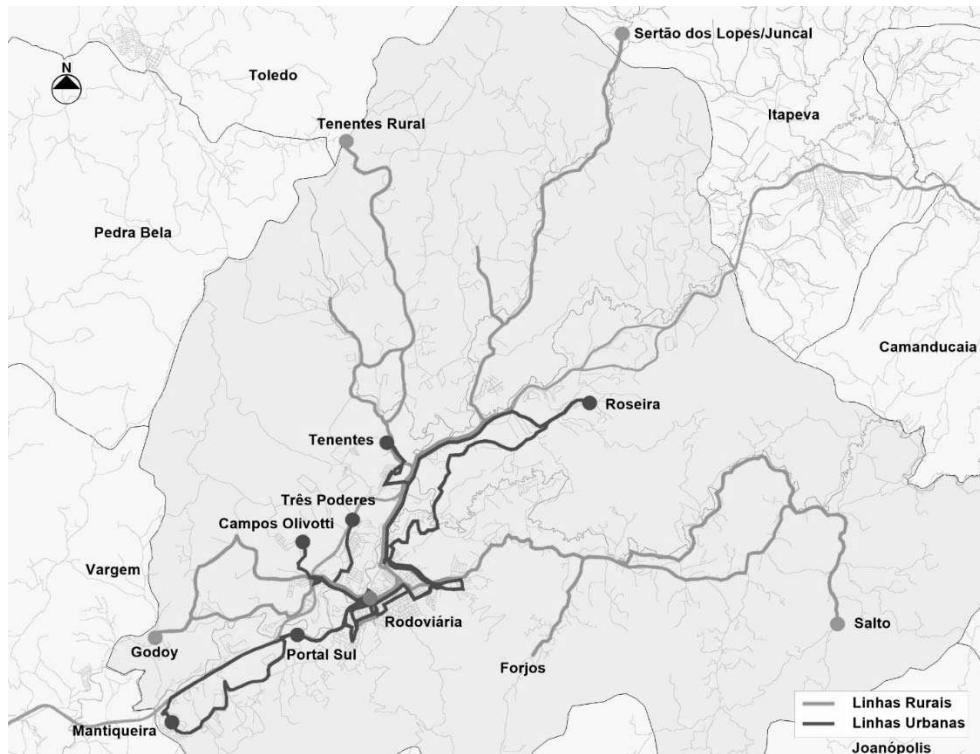 Sertão dos Lopes/Juncal
N
Toledo
Itapeva
Tenentes Rural
Pedra Bela
Camanducaia
Roseira
Tenentes
Três Poderes
Campos Olivotti
Vargem
Rodoviária
Salto
Godoy
Portal Sul
Forjos
Mantiqueira
Linhas Rurais
Linhas Urbanas
Joanópolis